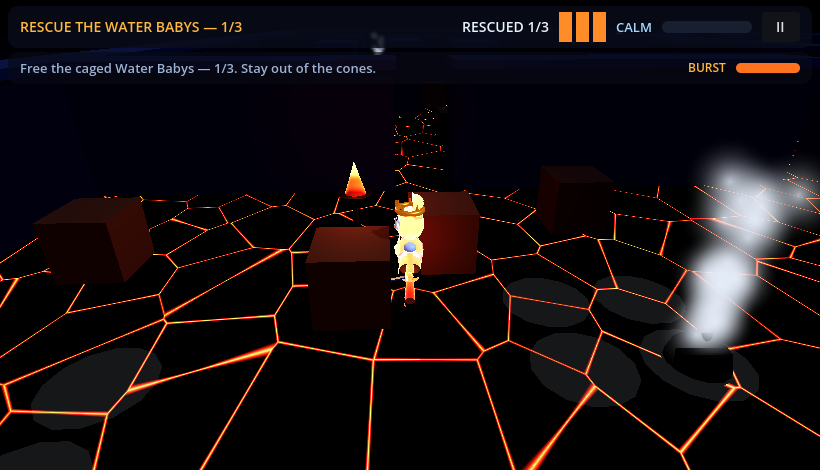 RESCUE THE WATER BABYS — 1/3
RESCUED 1/3
CALM
Free the caged Water Babys — 1/3. Stay out of the cones.
BURST